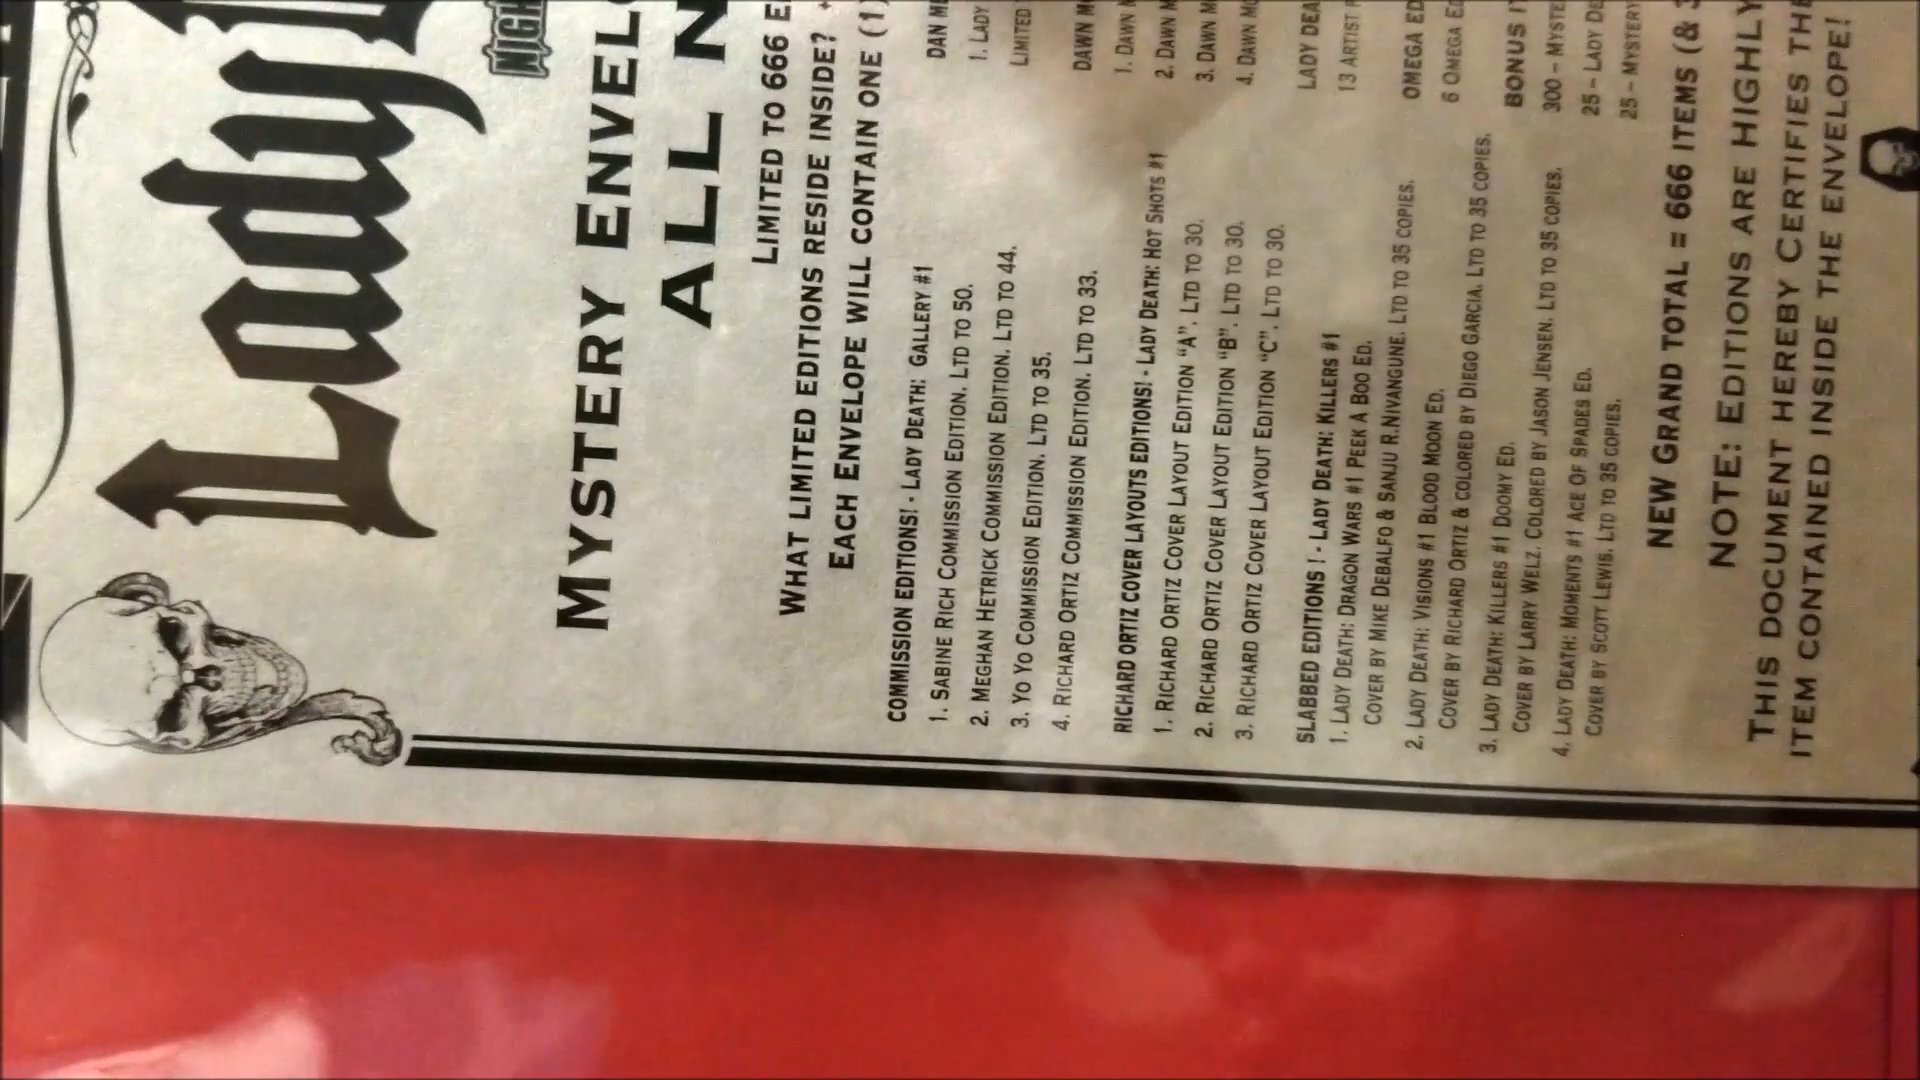 Lady
NIGH
MYSTERY ENVEL
ALL N
LIMITED TO 666 E
WHAT LIMITED EDITIONS RESIDE INSIDE? +
EACH ENVELOPE WILL CONTAIN ONE (1)
COMMISSION EDITIONS! - LADY DEATH: GALLERY #1
1. SABINE RICH COMMISSION EDITION. LTD TO 50.
2. MEGHAN HETRICK COMMISSION EDITION. LTD TO 44.
3. YO YO COMMISSION EDITION. LTD TO 35.
4. RICHARD ORTIZ COMMISSION EDITION. LTD TO 33.
RICHARD ORTIZ COVER LAYOUTS EDITIONS! - LADY DEATH: HOT SHOTS #1
1. RICHARD ORTIZ COVER LAYOUT EDITION "A". LTD TO 30.
2. RICHARD ORTIZ COVER LAYOUT EDITION "B". LTD TO 30.
3. RICHARD ORTIZ COVER LAYOUT EDITION "C". LTD TO 30.
SLABBED EDITIONS ! - LADY DEATH: KILLERS #1
1. LADY DEATH: DRAGON WARS #1 PEEK A BOO ED.
COVER BY MIKE DEBALFO & SANJU R.NIVANGUNE. LTD TO 35 COPIES.
2. LADY DEATH: VISIONS #1 BLOOD MOON ED.
COVER BY RICHARD ORTIZ & COLORED BY DIEGO GARCIA. LTD TO 35 COPIES.
3. LADY DEATH: KILLERS #1 DOOMY ED.
COVER BY LARRY WELZ. COLORED BY JASON JENSEN. LTD TO 35 COPIES.
4. LADY DEATH: MOMENTS #1 ACE OF SPADES ED.
COVER BY SCOTT LEWIS. LTD TO 35 COPIES.
DAN ME
1. LADY
LIMITED
DAWN M
1. DAWN M
2. DAWN M
3. DAWN M
4. DAWN MC
LADY DEA
13 ARTIST P
OMEGA ED
6 OMEGA ED
BONUS IT
300 - MYSTE
25 - LADY DE
25 - MYSTERY
NEW GRAND TOTAL = 666 ITEMS (& 3
NOTE: EDITIONS ARE HIGHLY
THIS DOCUMENT HEREBY CERTIFIES THE
ITEM CONTAINED INSIDE THE ENVELOPE!